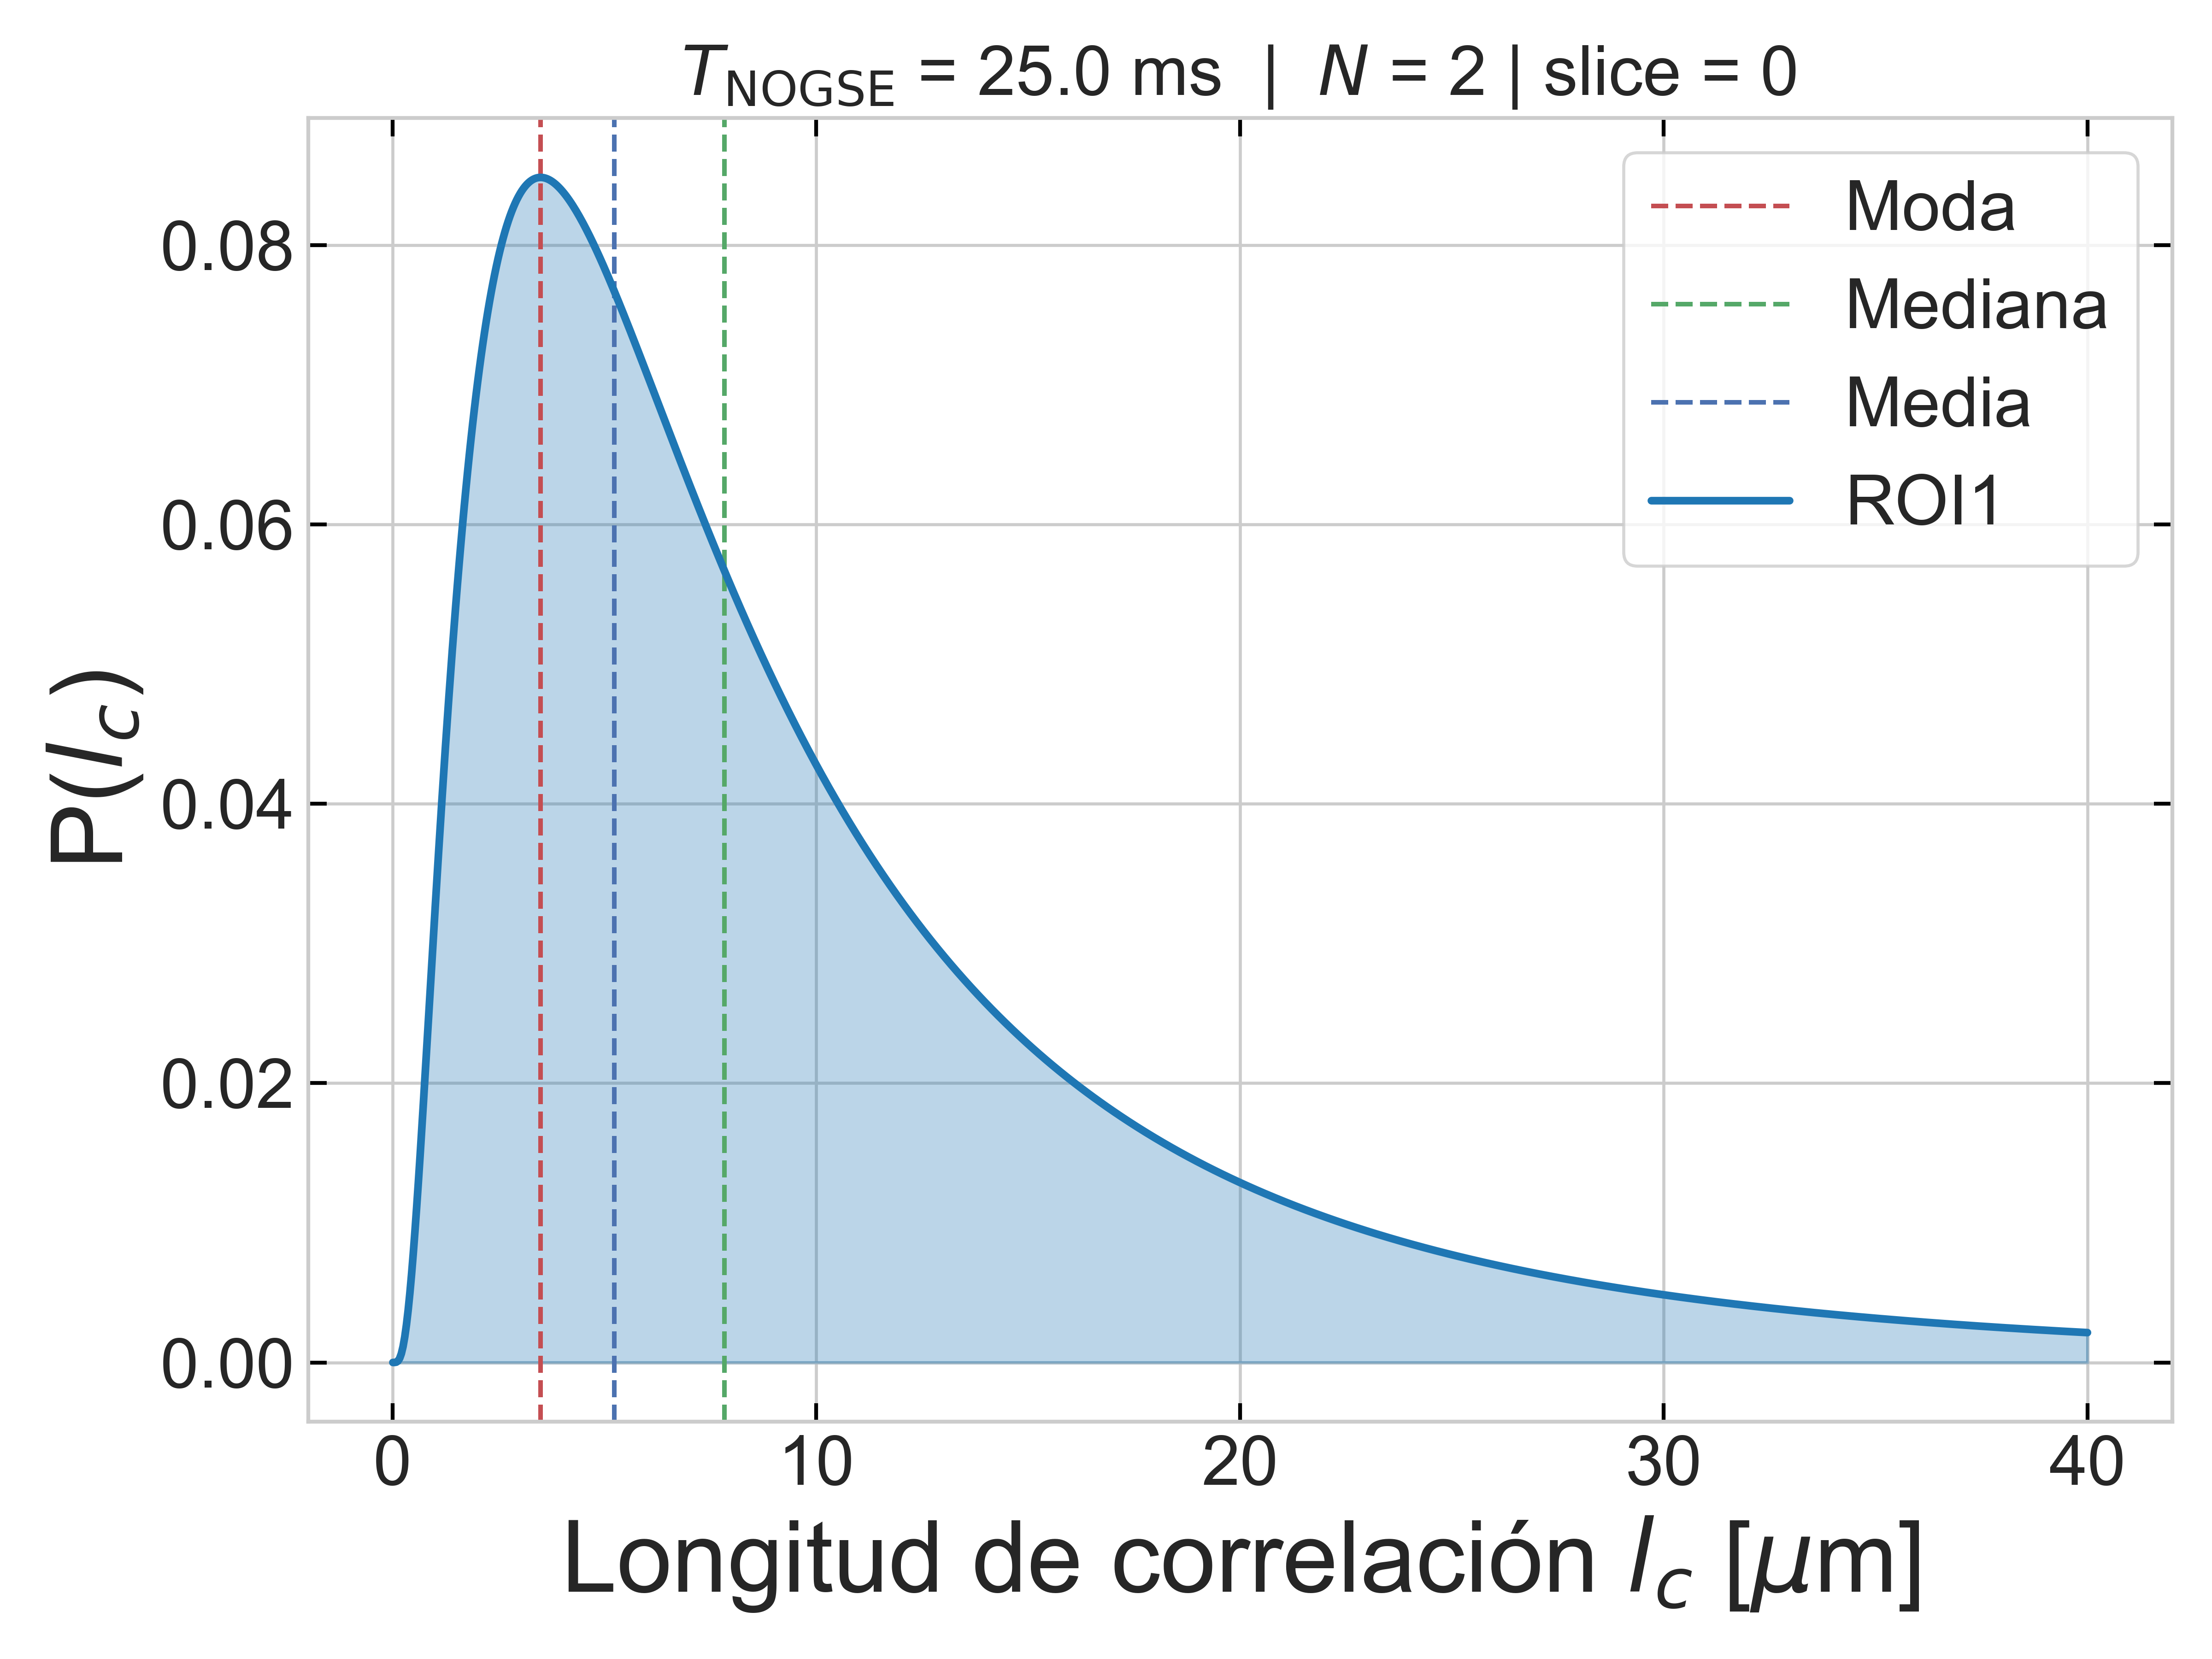 T_NOGSE = 25.0 ms | N = 2 | slice = 0
Moda
Mediana
Media
ROI1
P(l_c)
0.08
0.06
0.04
0.02
0.00
0 10 20 30 40
Longitud de correlación l_c [μm]